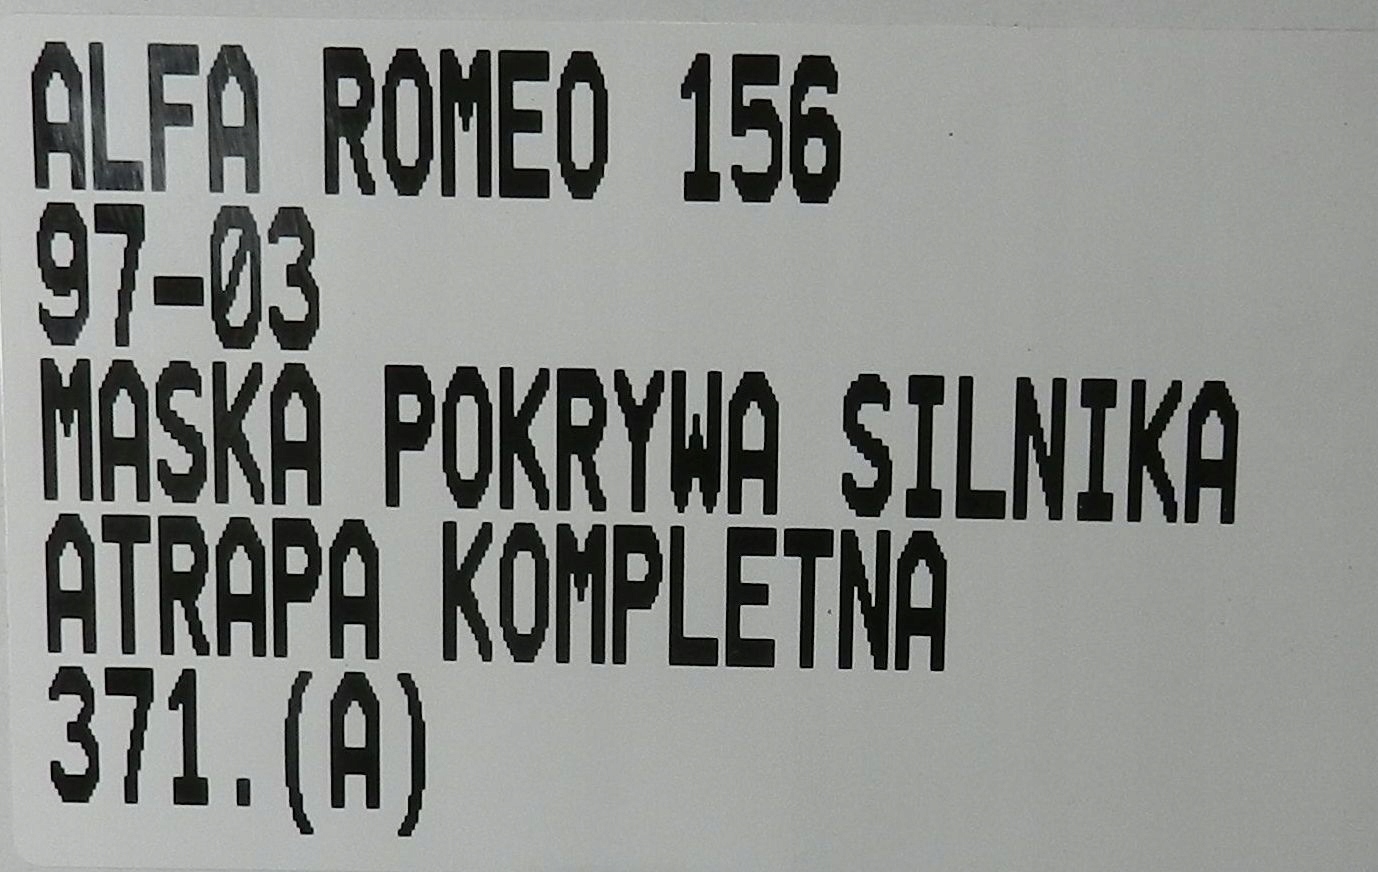 ALFA ROMEO 156
97-03
MASKA POKRYWA SILNIKA
ATRAPA KOMPLETNA
371.(A)